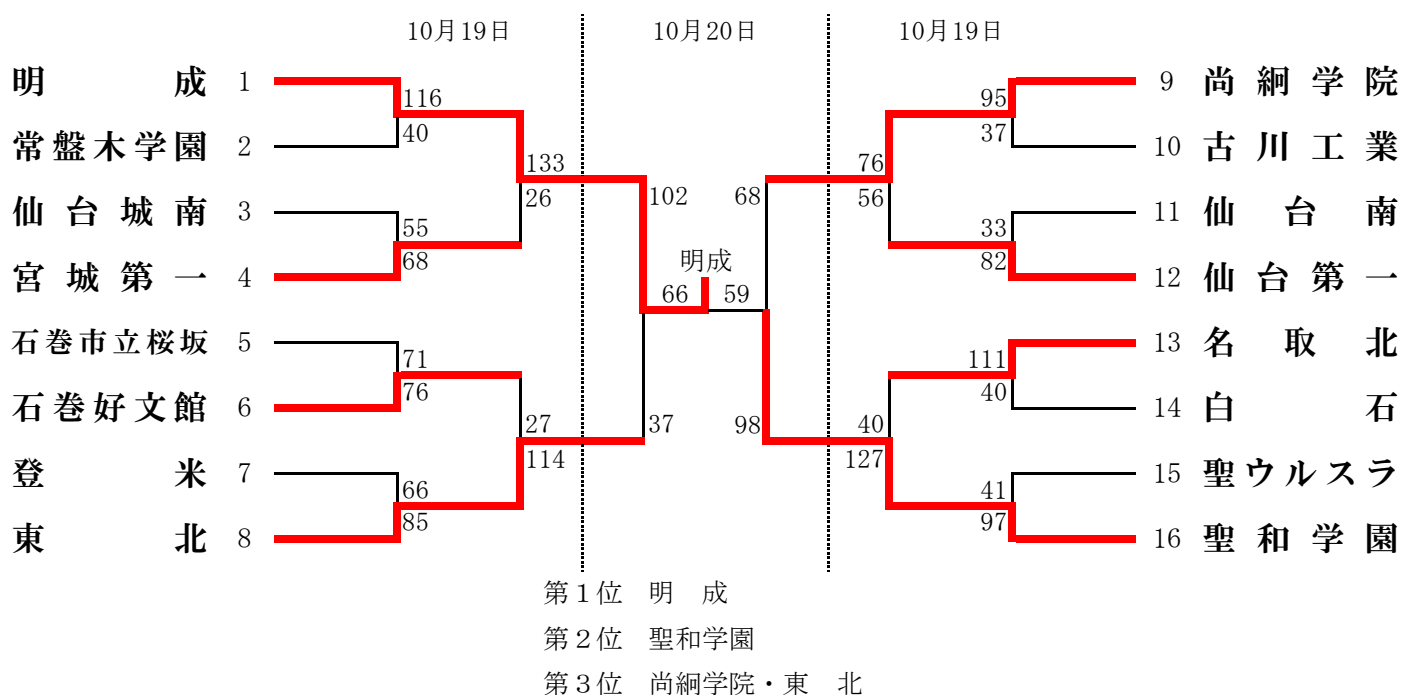 10月19日 10月20日 10月19日
明成 1 9 尚絅学院
116 95
40 37
常盤木学園 2 10 古川工業
133 76
102 68
26 56
仙台城南 3 11 仙台南
55 33
68 82
明成
宮城第一 4 12 仙台第一
66 59
石巻市立桜坂 5 13 名取北
71 111
76 40
石巻好文館 6 14 白石
27 37 98 40
114 127
登米 7 15 聖ウルスラ
66 41
85 97
東北 8 16 聖和学園
第1位 明 成
第2位 聖和学園
第3位 尚絅学院・東 北